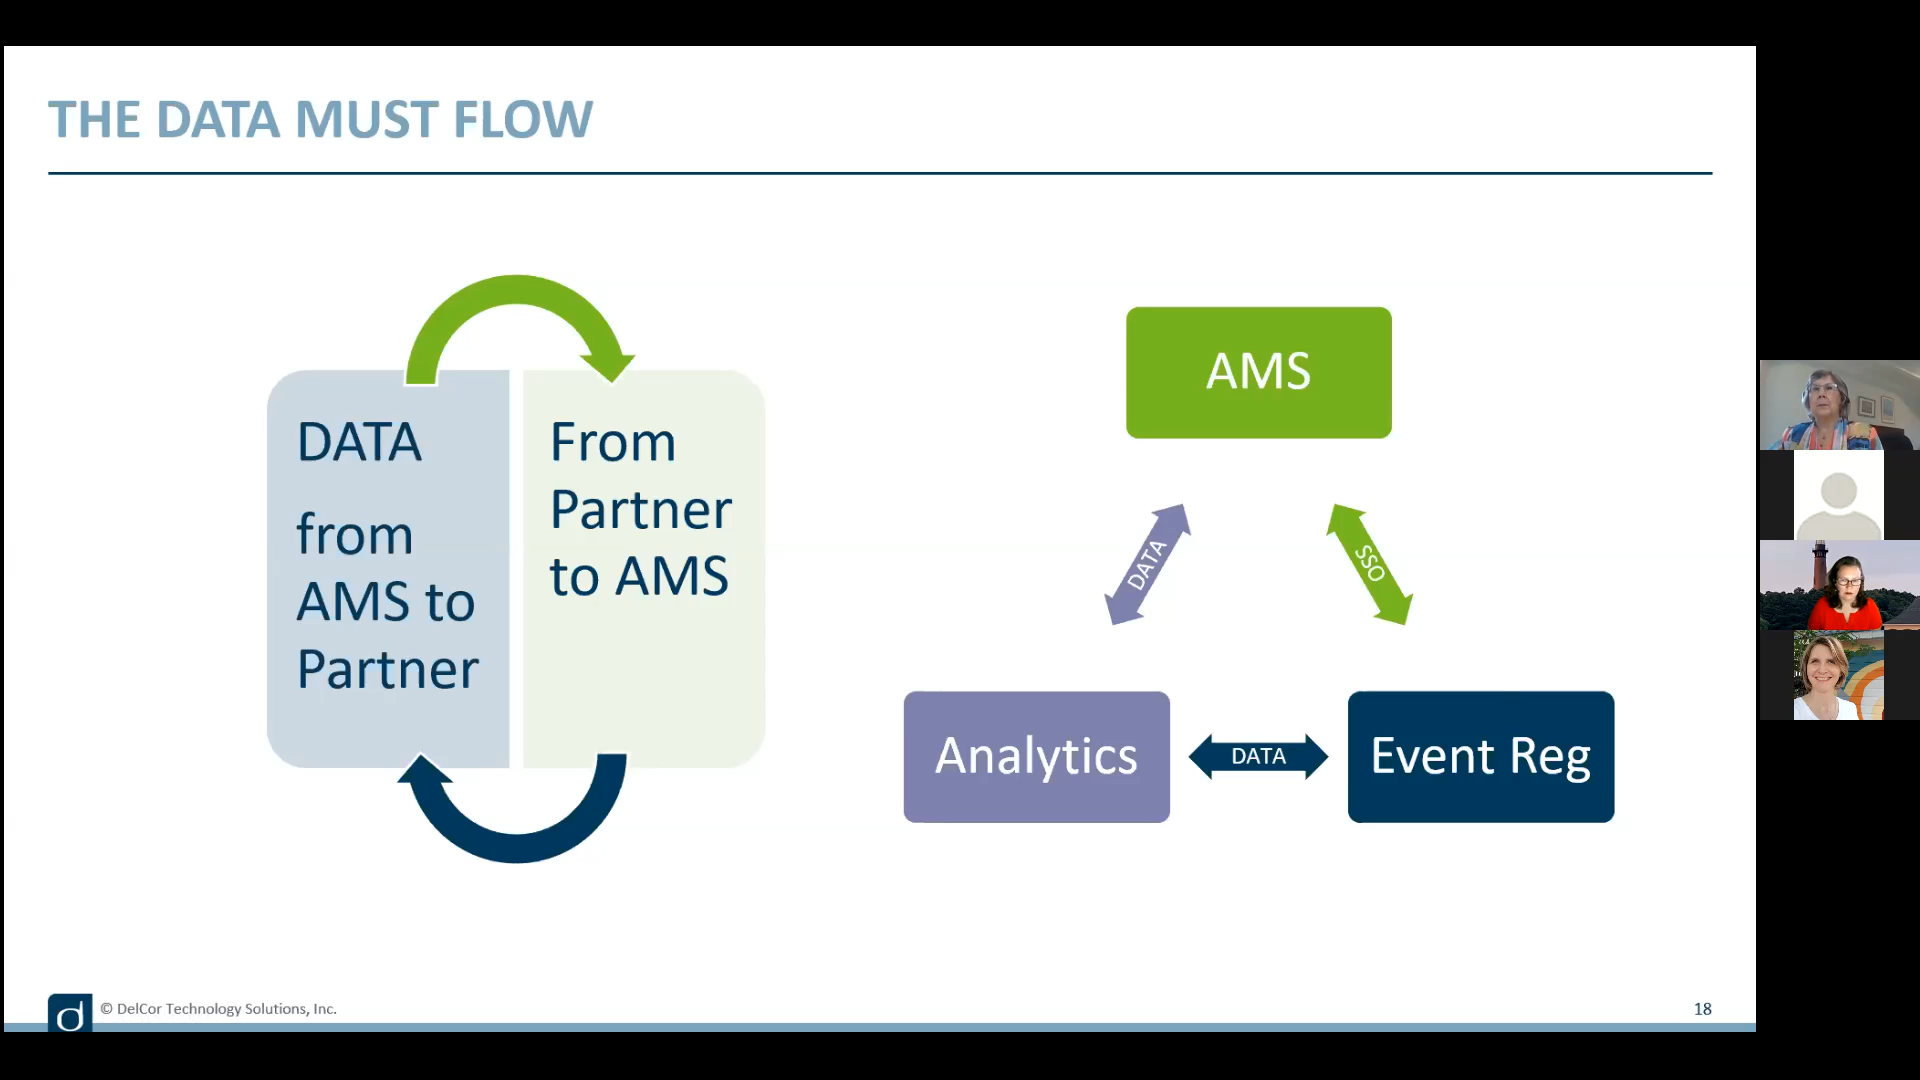 THE DATA MUST FLOW
DATA
from
AMS to
Partner
From
Partner
to AMS
AMS
DATA
SSO
Analytics
DATA
Event Reg
d
© DelCor Technology Solutions, Inc.
18